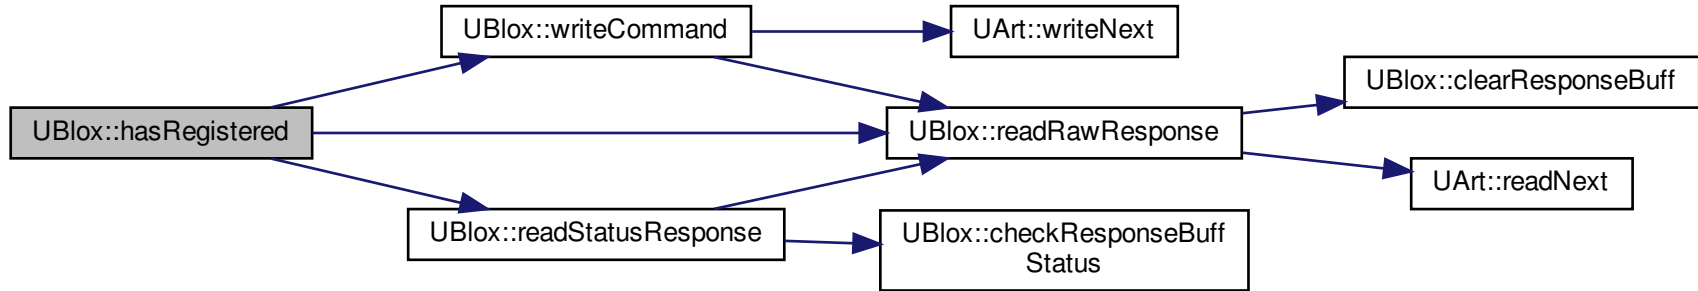 UBlox::writeCommand
UArt::writeNext
UBlox::clearResponseBuff
UBlox::hasRegistered
UBlox::readRawResponse
UArt::readNext
UBlox::readStatusResponse
UBlox::checkResponseBuff
Status